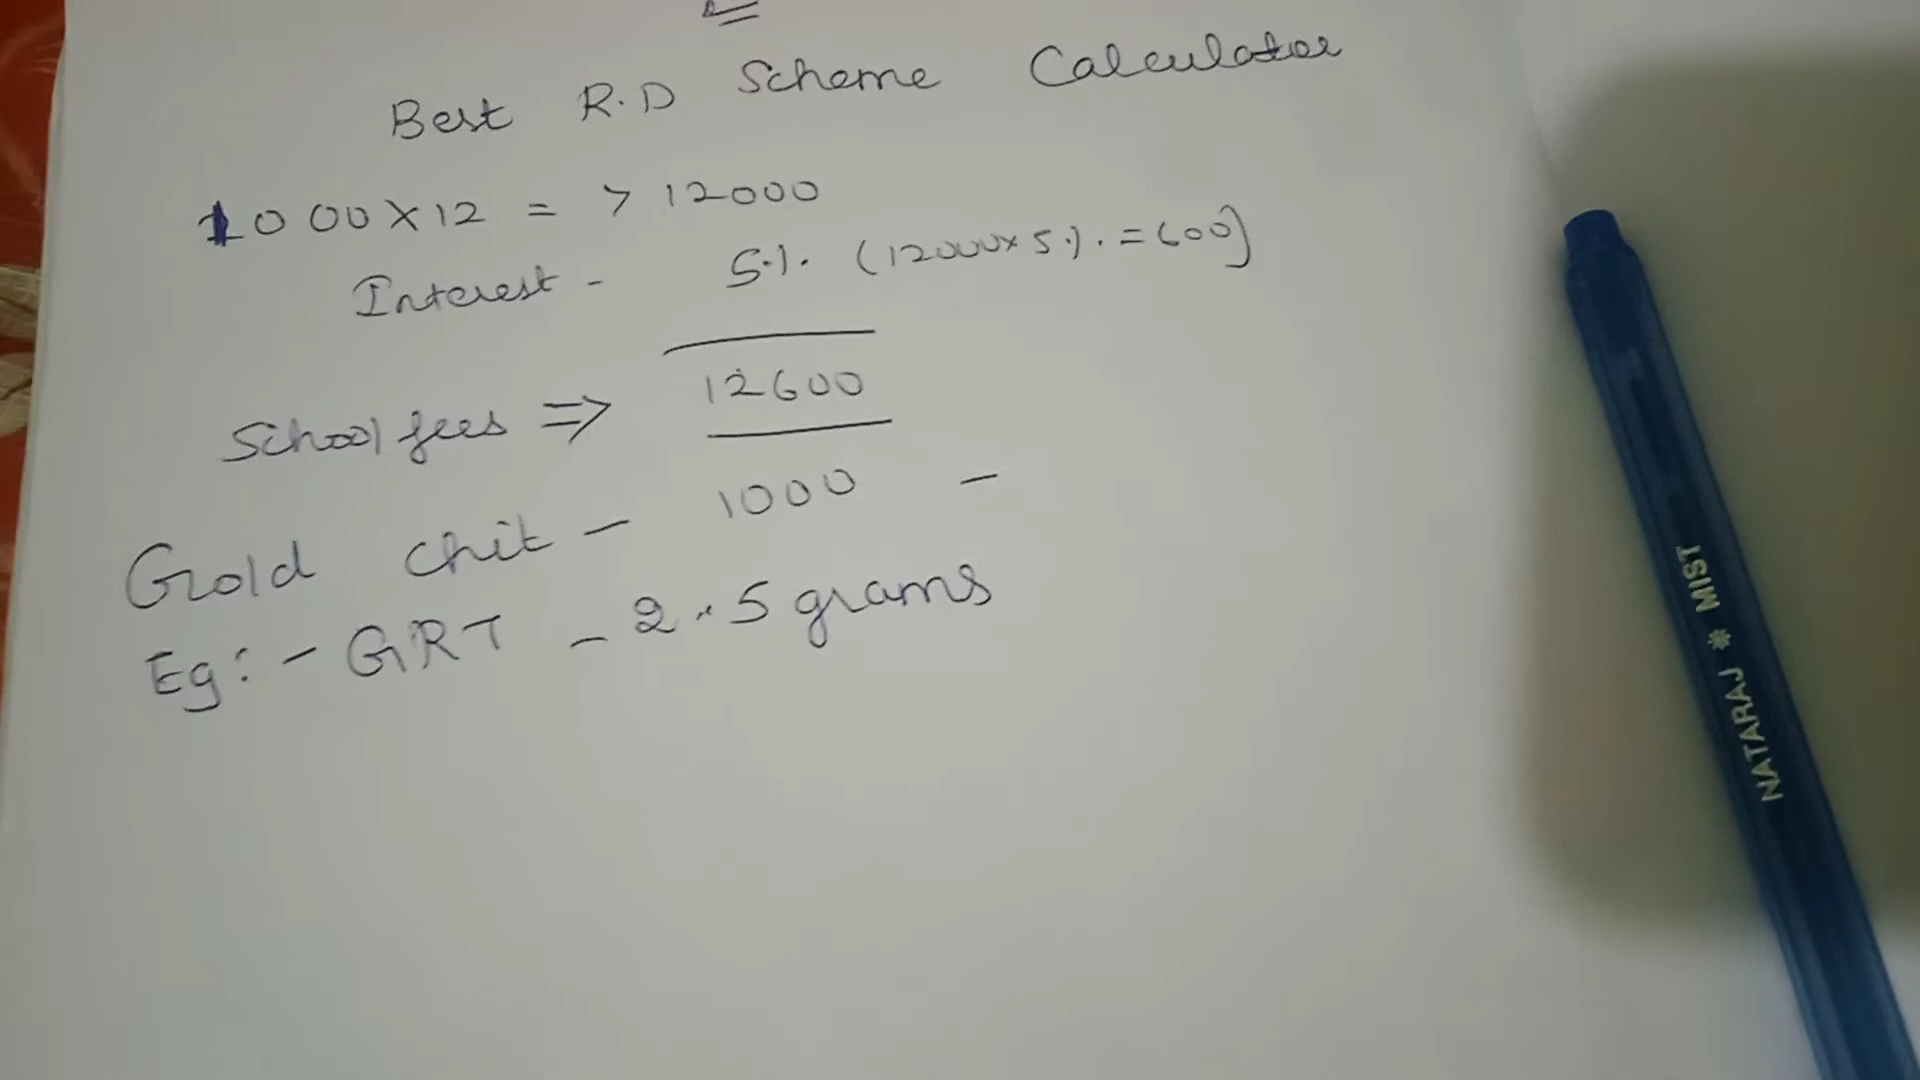 Best R.D Scheme Calculator
1000 x 12 = > 12000
Interest - 5% (12000 x 5% = 600)
12600
School fees =>
Gold chit - 1000 -
Eg: - GRT - 2.5 grams
NATARAJ * MIST